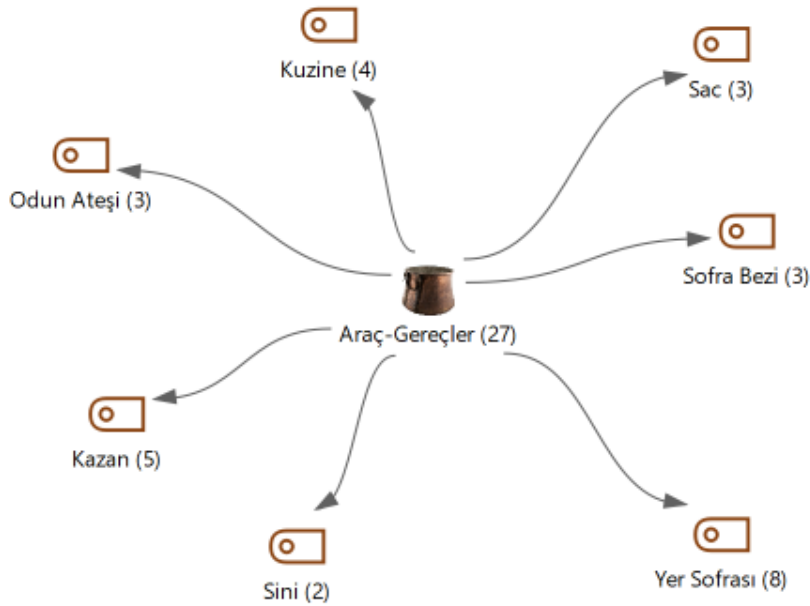 Kuzine (4)
Sac (3)
Odun Ateşi (3)
Sofra Bezi (3)
Araç-Gereçler (27)
Kazan (5)
Sini (2)
Yer Sofrası (8)